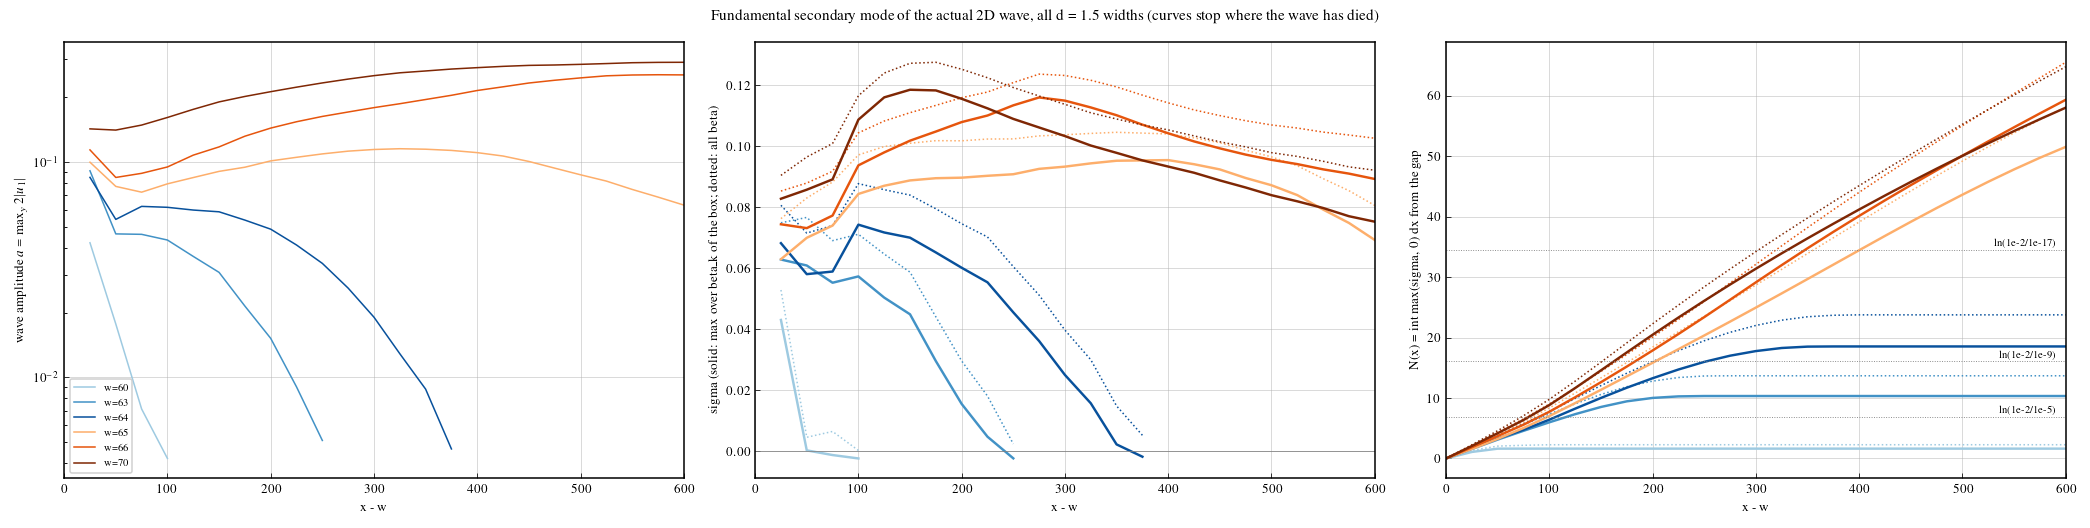 Fundamental secondary mode of the actual 2D wave, all d = 1.5 widths (curves stop where the wave has died)
wave amplitude a = max_y 2|u_1|
10^{-1}
10^{-2}
w=60
w=63
w=64
w=65
w=66
w=70
0 100 200 300 400 500 600
x - w
sigma (solid: max over beta_k of the box; dotted: all beta)
0.12
0.10
0.08
0.06
0.04
0.02
0.00
0 100 200 300 400 500 600
x - w
N(x) = int max(sigma, 0) dx from the gap
60
50
40
30
20
10
0
ln(1e-2/1e-17)
ln(1e-2/1e-9)
ln(1e-2/1e-5)
0 100 200 300 400 500 600
x - w